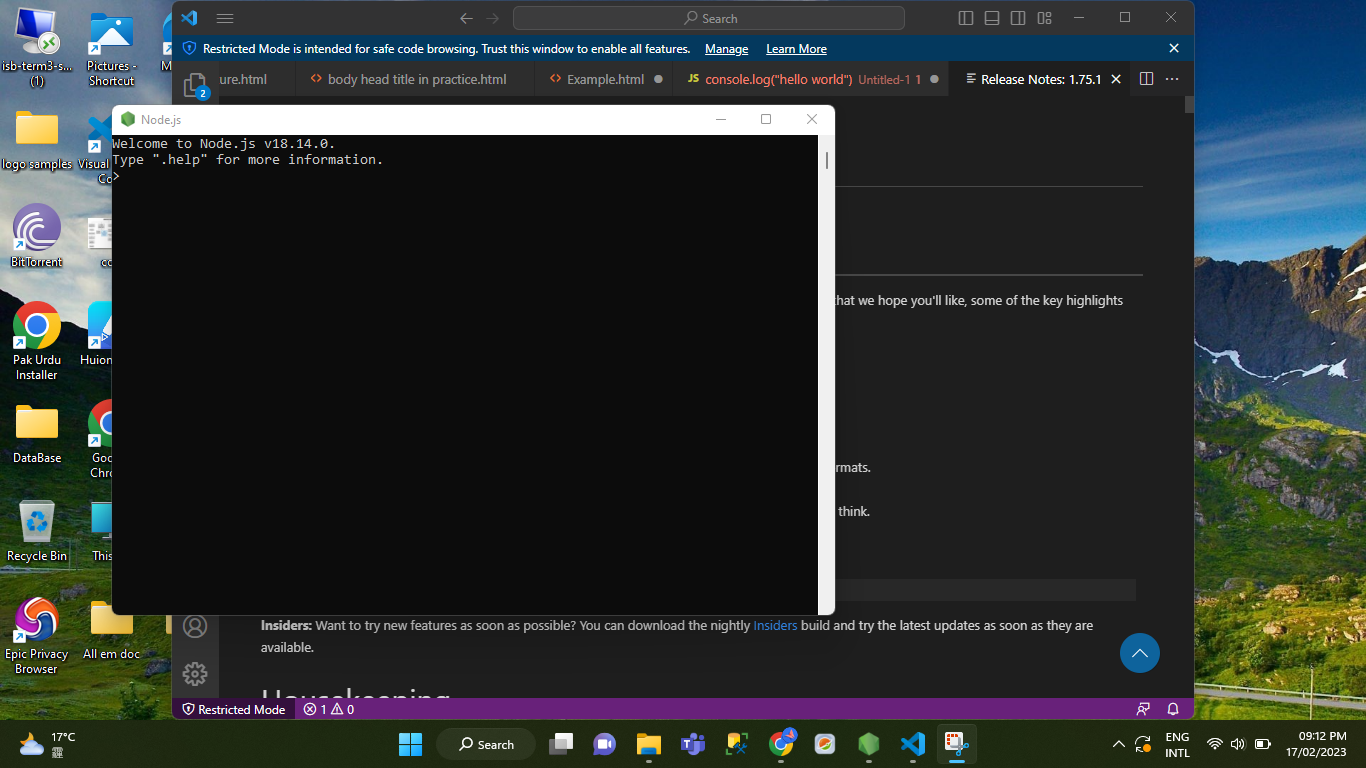 isb-term3-s...
(1)
Pictures -
Shortcut
M
logo samples
Visual
Co
BitTorrent
co
Pak Urdu
Installer
Huion
DataBase
Goo
Chro
Recycle Bin
This
Epic Privacy
Browser
All em doc
Search
Restricted Mode is intended for safe code browsing. Trust this window to enable all features. Manage Learn More
2
ure.html
<> body head title in practice.html
<> Example.html
JS console.log("hello world") Untitled-1 1
Release Notes: 1.75.1
Node.js
Welcome to Node.js v18.14.0.
Type ".help" for more information.
>
hat we hope you'll like, some of the key highlights
rmats.
think.
Insiders: Want to try new features as soon as possible? You can download the nightly Insiders build and try the latest updates as soon as they are
available.
Housekeeping
Restricted Mode 1 0
17°C
Search
ENG
INTL
09:12 PM
17/02/2023